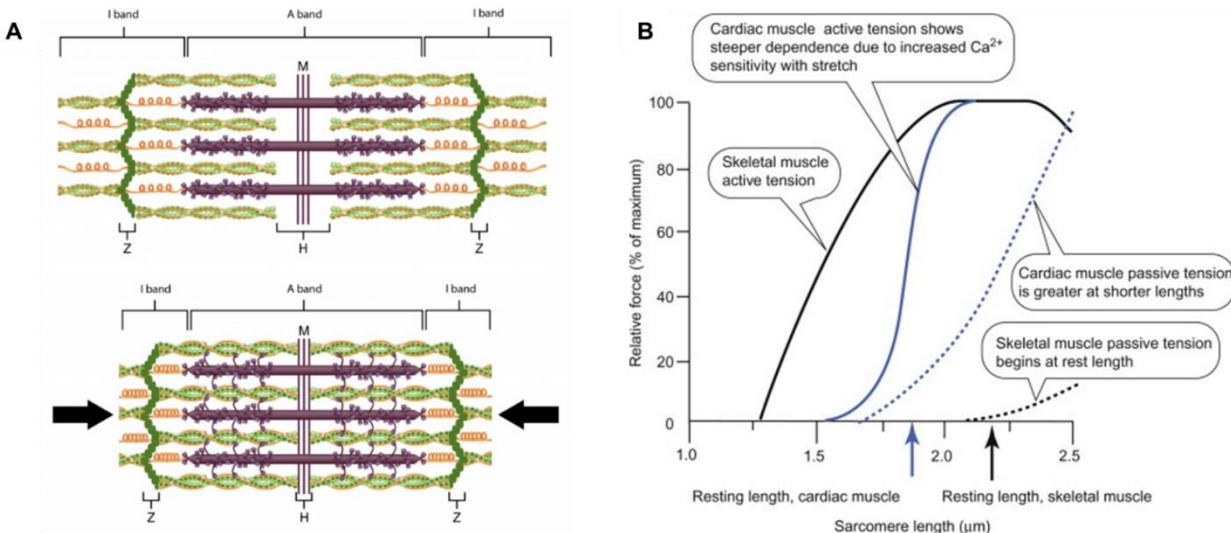 A
I band
A band
I band
M
Z
H
Z
I band
A band
I band
M
Z
H
Z
B
Cardiac muscle active tension shows
steeper dependence due to increased Ca2+
sensitivity with stretch
Skeletal muscle
active tension
Cardiac muscle passive tension
is greater at shorter lengths
Skeletal muscle passive tension
begins at rest length
Relative force (% of maximum)
100
80
60
40
20
0
1.0
1.5
2.0
2.5
Resting length, cardiac muscle
Resting length, skeletal muscle
Sarcomere length (μm)